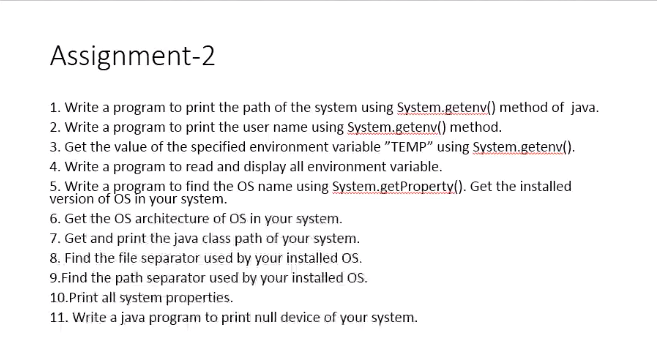 Assignment-2
1. Write a program to print the path of the system using System.getenv() method of java.
2. Write a program to print the user name using System.getenv() method.
3. Get the value of the specified environment variable ”TEMP” using System.getenv().
4. Write a program to read and display all environment variable.
5. Write a program to find the OS name using System.getProperty(). Get the installed
version of OS in your system.
6. Get the OS architecture of OS in your system.
7. Get and print the java class path of your system.
8. Find the file separator used by your installed OS.
9.Find the path separator used by your installed OS.
10.Print all system properties.
11. Write a java program to print null device of your system.